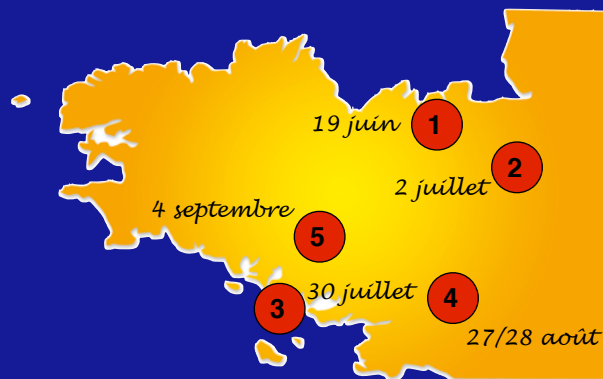 19 juin 1
2
2 juillet
4 septembre
5
30 juillet
3
4
27/28 août